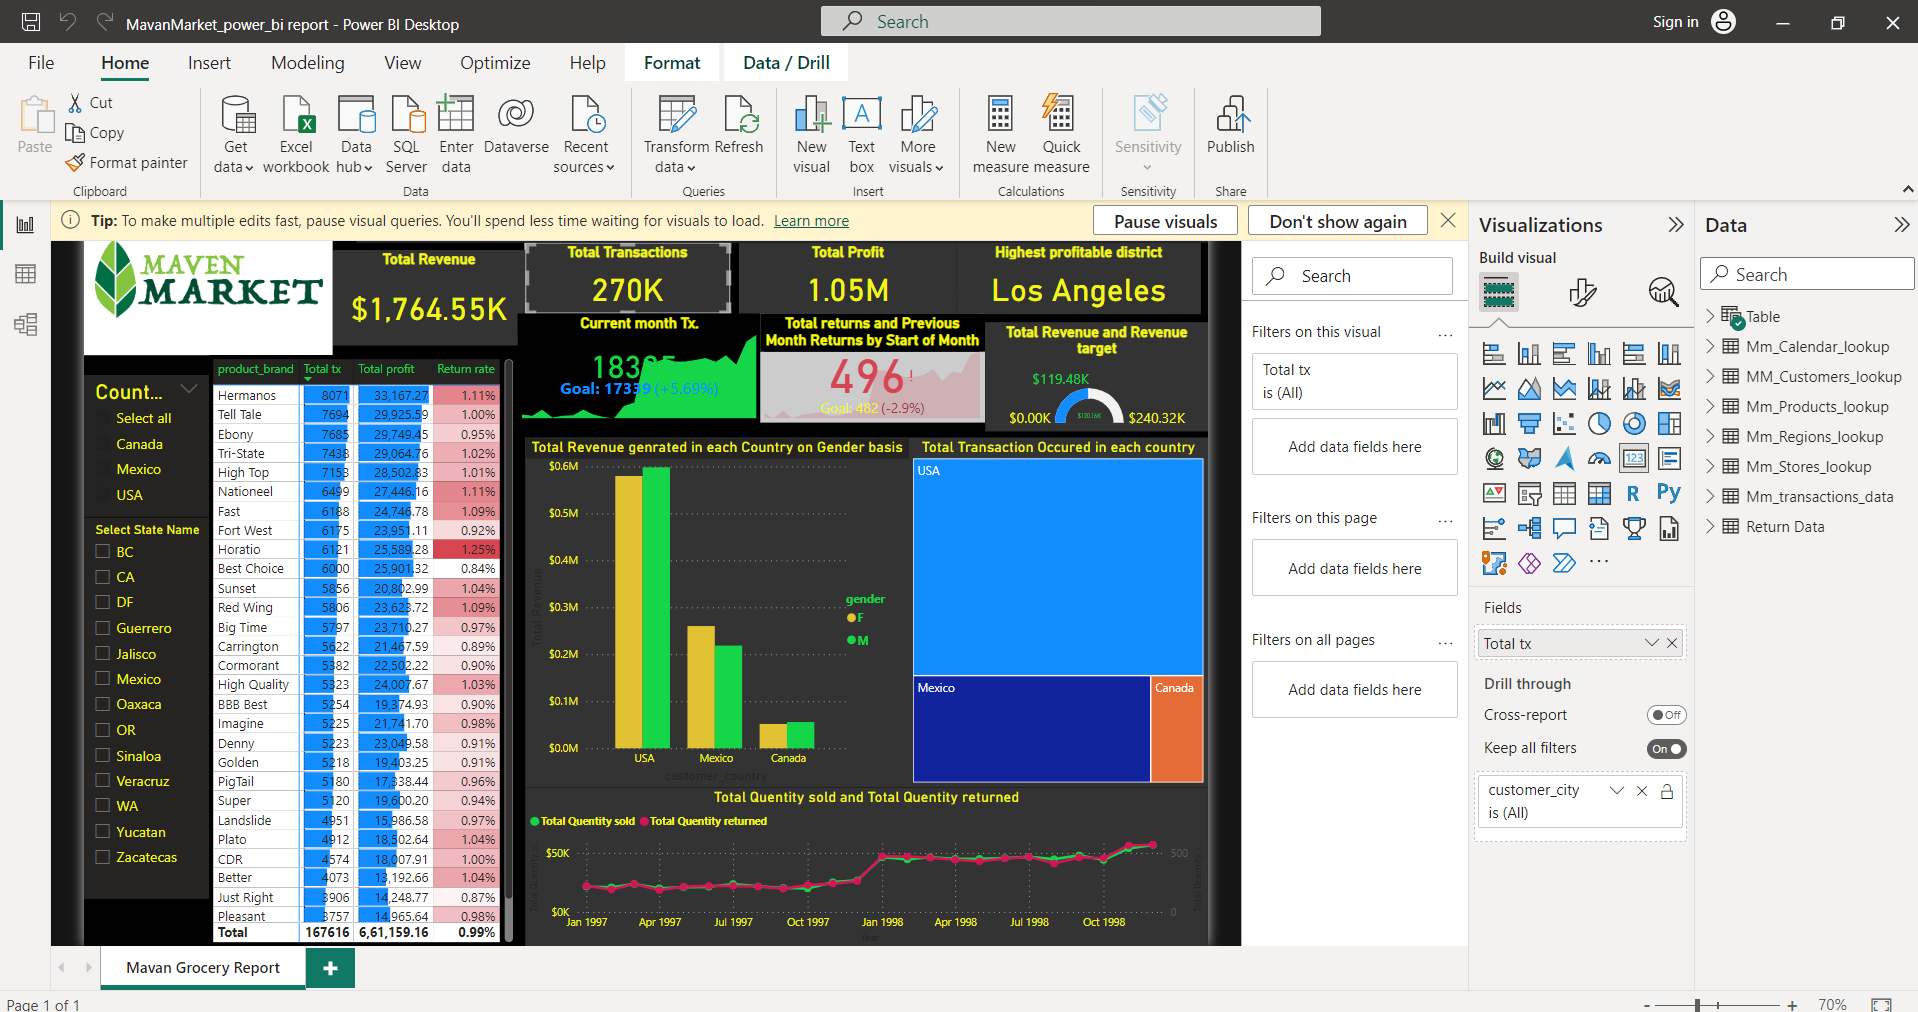 MavanMarket_power_bi report - Power BI Desktop
Search
Sign in
File Home Insert Modeling View Optimize Help Format Data / Drill
Paste
Cut
Copy
Format painter
Clipboard
Get data
Excel workbook
Data hub
SQL Server
Enter data
Dataverse
Recent sources
Data
Transform data
Refresh
Queries
New visual
Text box
More visuals
Insert
New measure
Quick measure
Calculations
Sensitivity
Sensitivity
Publish
Share
Tip: To make multiple edits fast, pause visual queries. You'll spend less time waiting for visuals to load. Learn more
Pause visuals
Don't show again
MAVEN
MARKET
Total Revenue
$1,764.55K
Total Transactions
270K
Total Profit
1.05M
Highest profitable district
Los Angeles
Current month Tx.
Goal: 17339 (+5.69%)
Total returns and Previous
Month Returns by Start of Month
496!
Goal: 482 (-2.9%)
Total Revenue and Revenue
target
$119.48K
$0.00K
$120.16K
$240.32K
Count...
Select all
Canada
Mexico
USA
Select State Name
BC
CA
DF
Guerrero
Jalisco
Mexico
Oaxaca
OR
Sinaloa
Veracruz
WA
Yucatan
Zacatecas
product_brand Total tx Total profit Return rate
Hermanos 8071 33,167.27 1.11%
Tell Tale 7694 29,925.59 1.00%
Ebony 7685 29,749.45 0.95%
Tri-State 7438 29,064.76 1.02%
High Top 7153 28,502.83 1.01%
Nationeel 6499 27,446.16 1.11%
Fast 6188 24,746.78 1.09%
Fort West 6175 23,951.11 0.92%
Horatio 6121 25,589.28 1.25%
Best Choice 6000 25,901.32 0.84%
Sunset 5856 20,802.99 1.04%
Red Wing 5806 23,623.72 1.09%
Big Time 5797 23,710.27 0.97%
Carrington 5622 21,467.59 0.89%
Cormorant 5382 22,502.22 0.90%
High Quality 5323 24,007.67 1.03%
BBB Best 5254 19,374.93 0.90%
Imagine 5225 21,741.70 0.98%
Denny 5223 23,049.58 0.91%
Golden 5218 19,403.25 0.91%
PigTail 5180 17,338.44 0.96%
Super 5120 19,600.20 0.94%
Landslide 4951 15,986.58 0.97%
Plato 4912 18,502.64 1.04%
CDR 4574 18,007.91 1.00%
Better 4073 13,192.66 1.04%
Just Right 3906 14,248.77 0.87%
Pleasant 3757 14,965.64 0.98%
Total 167616 6,61,159.16 0.99%
Total Revenue genrated in each Country on Gender basis
$0.6M
$0.5M
$0.4M
$0.3M
$0.2M
$0.1M
$0.0M
Total Revenue
USA Mexico Canada
customer_country
gender
F
M
Total Transaction Occured in each country
USA
Mexico
Canada
Total Quentity sold and Total Quentity returned
Total Quentity sold Total Quentity returned
$50K
$0K
500
0
Jan 1997 Apr 1997 Jul 1997 Oct 1997 Jan 1998 Apr 1998 Jul 1998 Oct 1998
Year
Search
Filters on this visual ...
Total tx
is (All)
Add data fields here
Filters on this page ...
Add data fields here
Filters on all pages ...
Add data fields here
Visualizations
Build visual
123
R
Py
...
Fields
Total tx
Drill through
Cross-report Off
Keep all filters On
customer_city
is (All)
Data
Search
Table
Mm_Calendar_lookup
MM_Customers_lookup
Mm_Products_lookup
Mm_Regions_lookup
Mm_Stores_lookup
Mm_transactions_data
Return Data
Mavan Grocery Report
+
Page 1 of 1
- + 70%